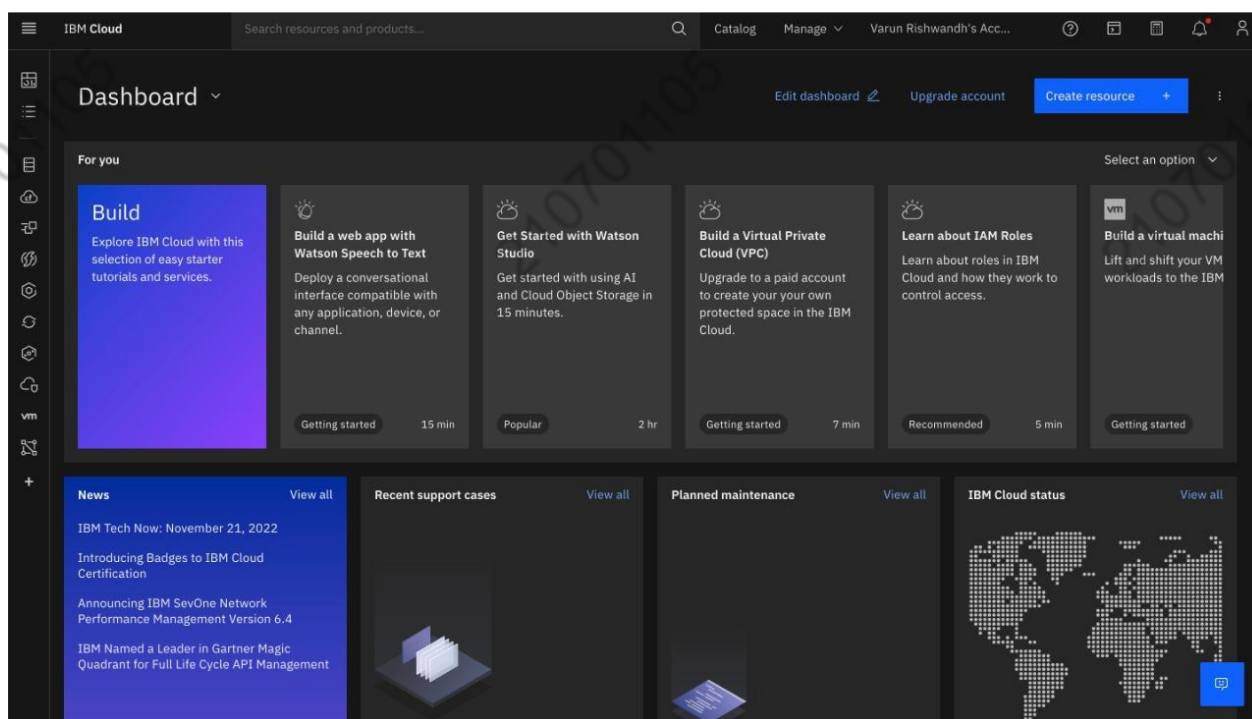 IBM Cloud
Search resources and products...
Catalog
Manage
Varun Rishwandh's Acc...
Dashboard
Edit dashboard
Upgrade account
Create resource +
For you
Select an option
Build
Explore IBM Cloud with this
selection of easy starter
tutorials and services.
Build a web app with
Watson Speech to Text
Deploy a conversational
interface compatible with
any application, device, or
channel.
Getting started
15 min
Get Started with Watson
Studio
Get started with using AI
and Cloud Object Storage in
15 minutes.
Popular
2 hr
Build a Virtual Private
Cloud (VPC)
Upgrade to a paid account
to create your your own
protected space in the IBM
Cloud.
Getting started
7 min
Learn about IAM Roles
Learn about roles in IBM
Cloud and how they work to
control access.
Recommended
5 min
vm
Build a virtual machi
Lift and shift your VM
workloads to the IBM
Getting started
vm
News
View all
IBM Tech Now: November 21, 2022
Introducing Badges to IBM Cloud
Certification
Announcing IBM SevOne Network
Performance Management Version 6.4
IBM Named a Leader in Gartner Magic
Quadrant for Full Life Cycle API Management
Recent support cases
View all
Planned maintenance
View all
IBM Cloud status
View all
210701105